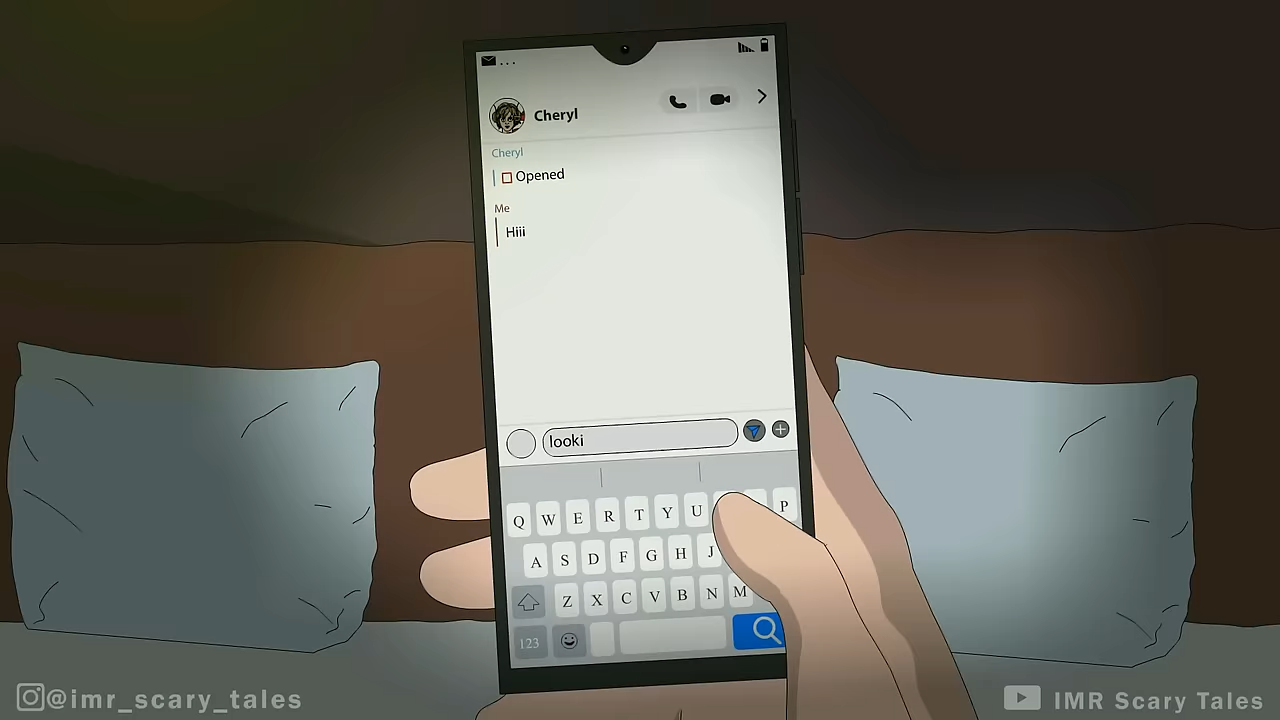 ...
Cheryl
Cheryl
Opened
Me
Hiii
looki
Q W E R T Y U P
A S D F G H J
Z X C V B N M
123
@imr_scary_tales
IMR Scary Tales